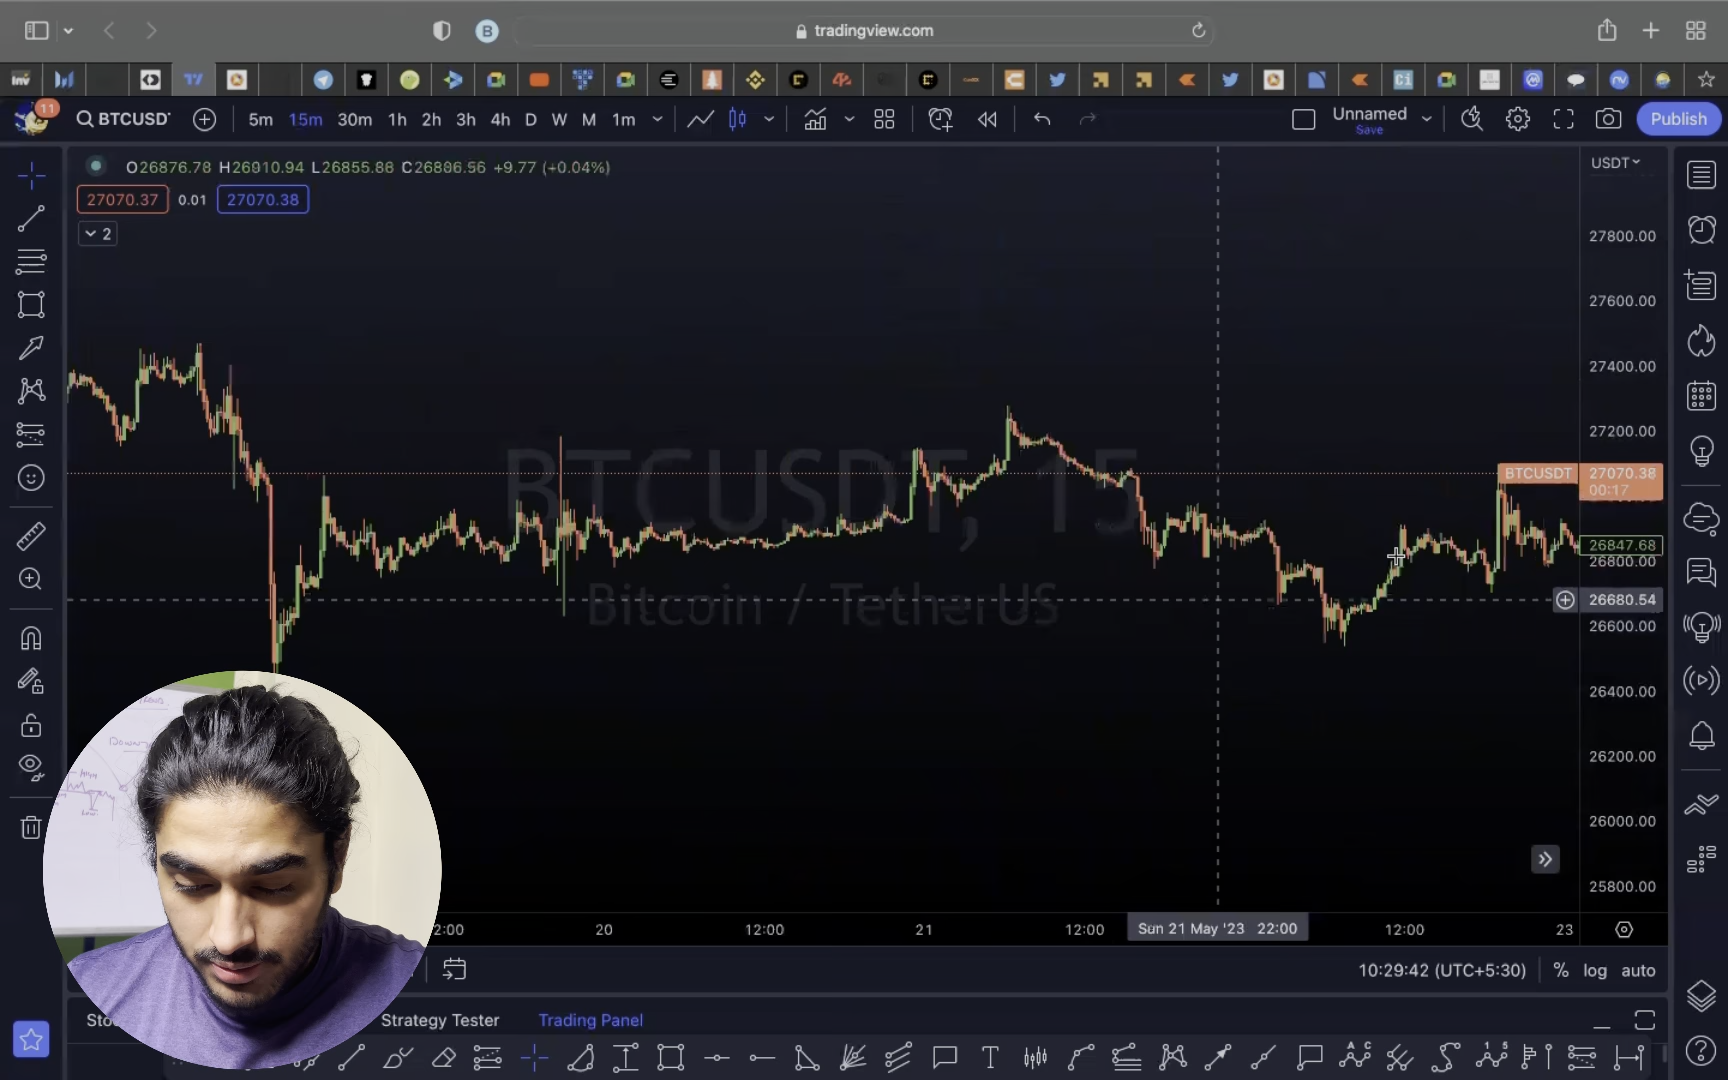 tradingview.com
inv
Ci
11
BTCUSDT
5m 15m 30m 1h 2h 3h 4h D W M 1m
Unnamed
Save
Publish
O26876.78 H26910.94 L26855.88 C26886.56 +9.77 (+0.04%)
27070.37 0.01 27070.38
2
USDT
27800.00
27600.00
27400.00
27200.00
BTCUSDT 27070.38
00:17
26847.68
26800.00
26680.54
26600.00
26400.00
26200.00
26000.00
25800.00
BTCUSDT, 15
Bitcoin / TetherUS
2:00 20 12:00 21 12:00 Sun 21 May '23 22:00 12:00 23
10:29:42 (UTC+5:30) % log auto
Strategy Tester Trading Panel